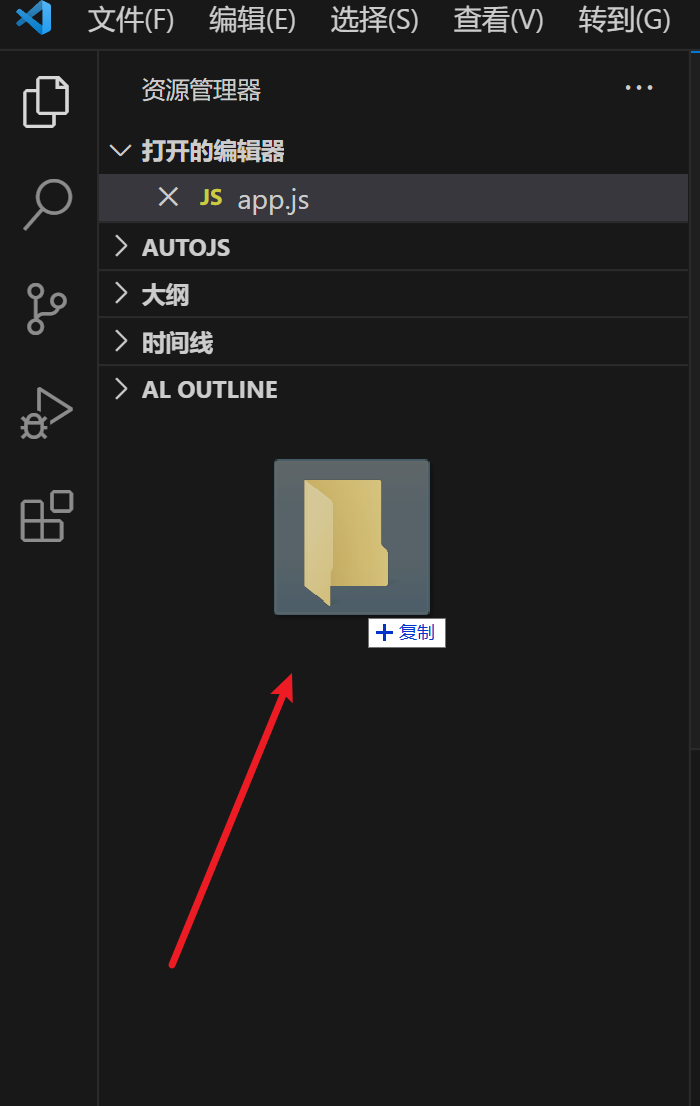 文件(F) 编辑(E) 选择(S) 查看(V) 转到(G)
资源管理器 ···
打开的编辑器
JS app.js
AUTOJS
大纲
时间线
AL OUTLINE
复制